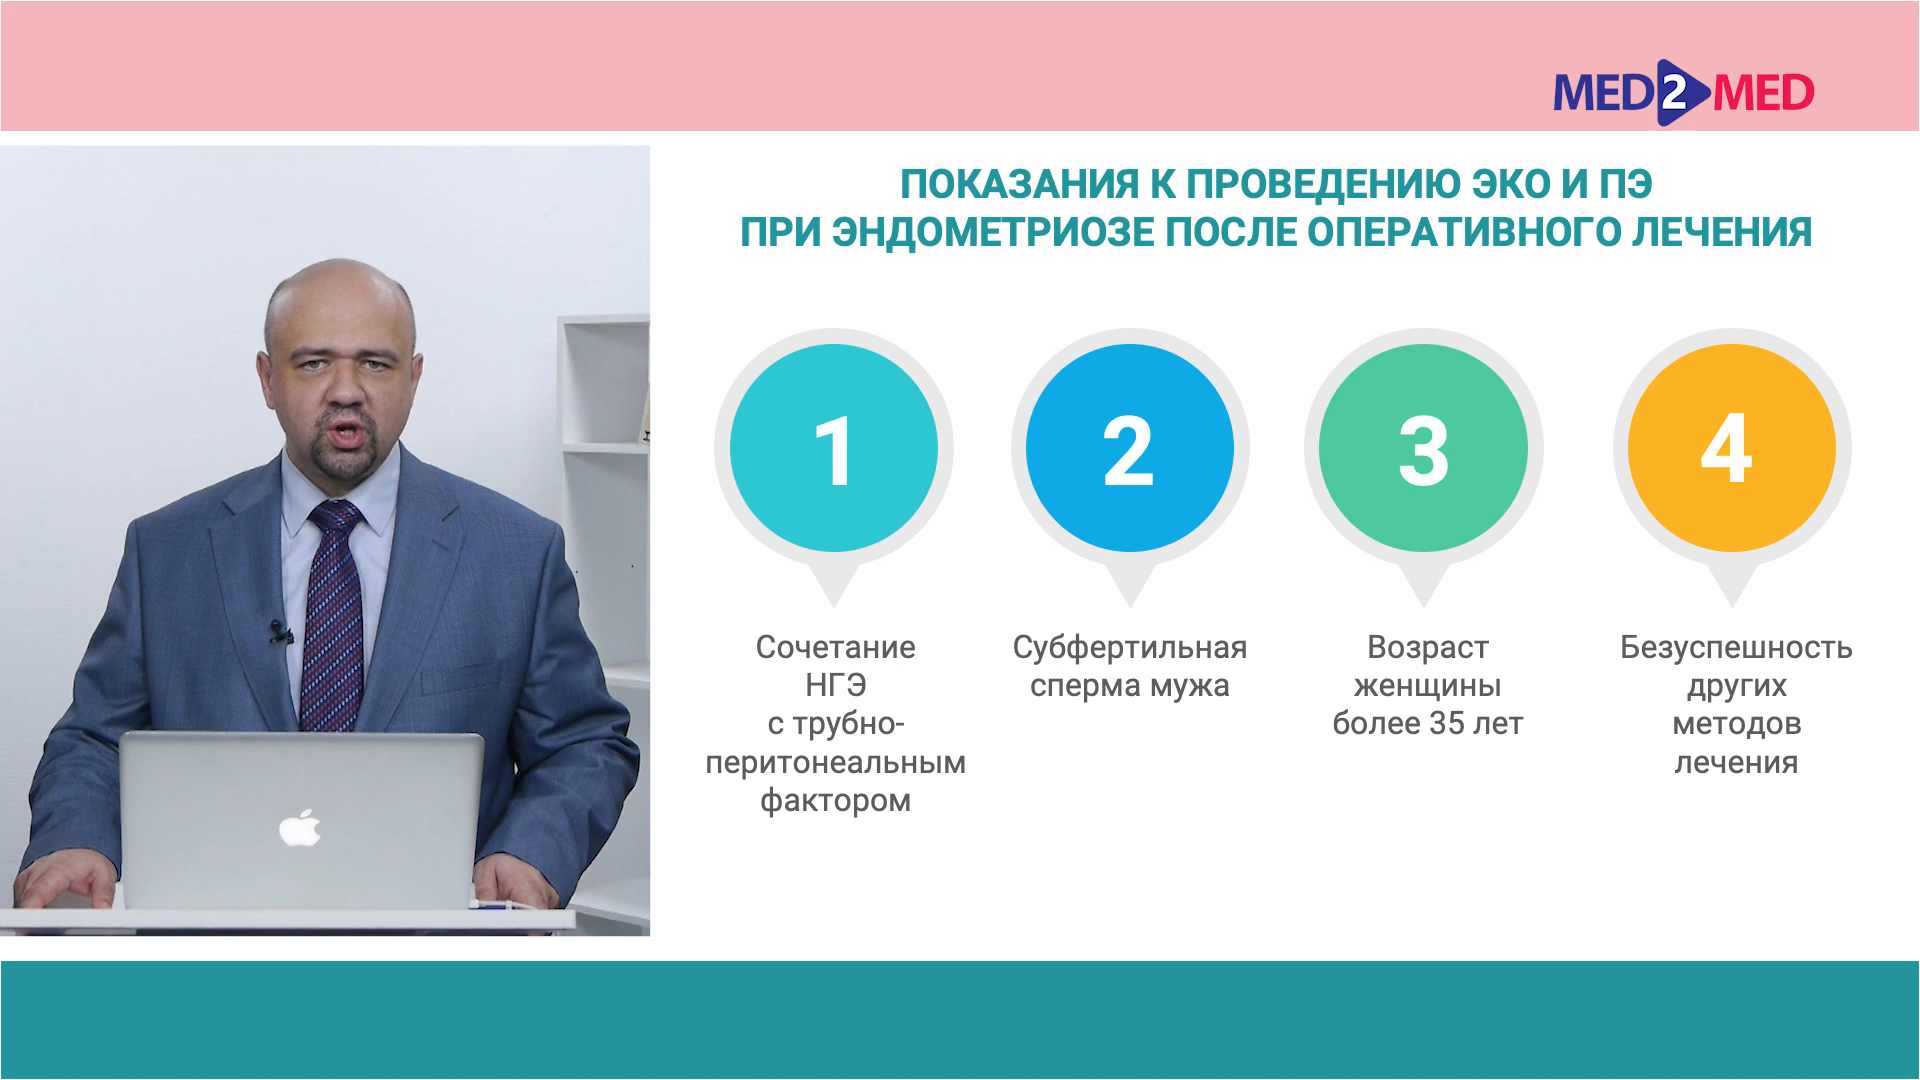 MED2MED
ПОКАЗАНИЯ К ПРОВЕДЕНИЮ ЭКО И ПЭ
ПРИ ЭНДОМЕТРИОЗЕ ПОСЛЕ ОПЕРАТИВНОГО ЛЕЧЕНИЯ
1
Сочетание
НГЭ
с трубно-
перитонеальным
фактором
2
Субфертильная
сперма мужа
3
Возраст
женщины
более 35 лет
4
Безуспешность
других
методов
лечения